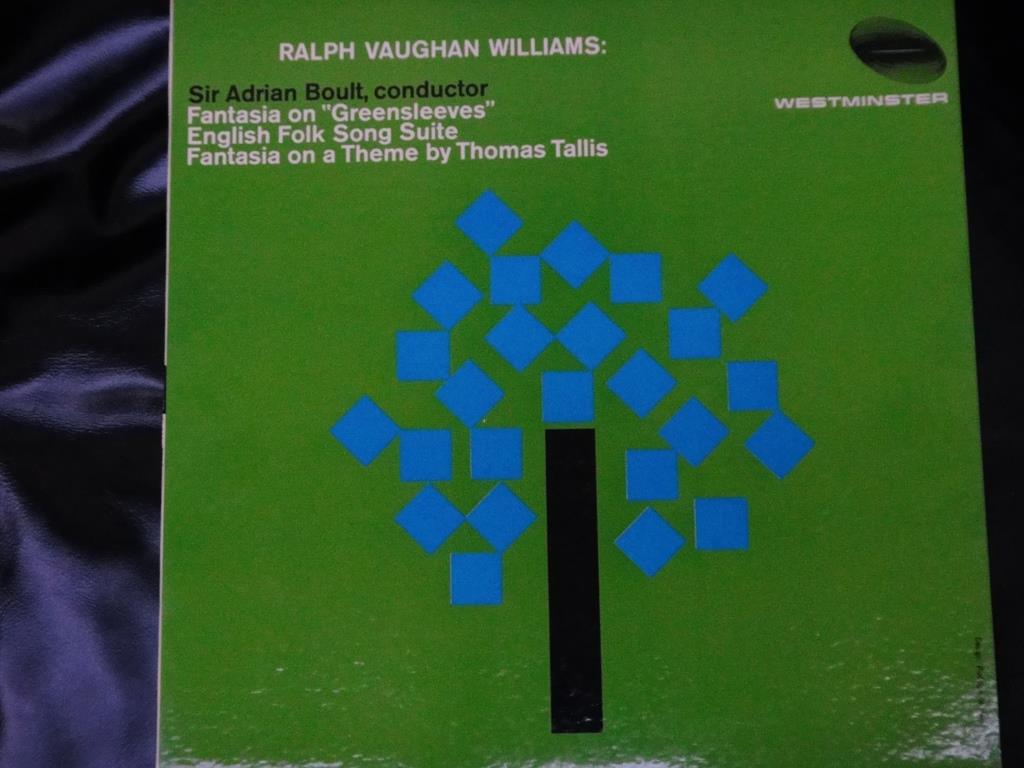 RALPH VAUGHAN WILLIAMS:
Sir Adrian Boult, conductor
Fantasia on "Greensleeves"
English Folk Song Suite
Fantasia on a Theme by Thomas Tallis
WESTMINSTER